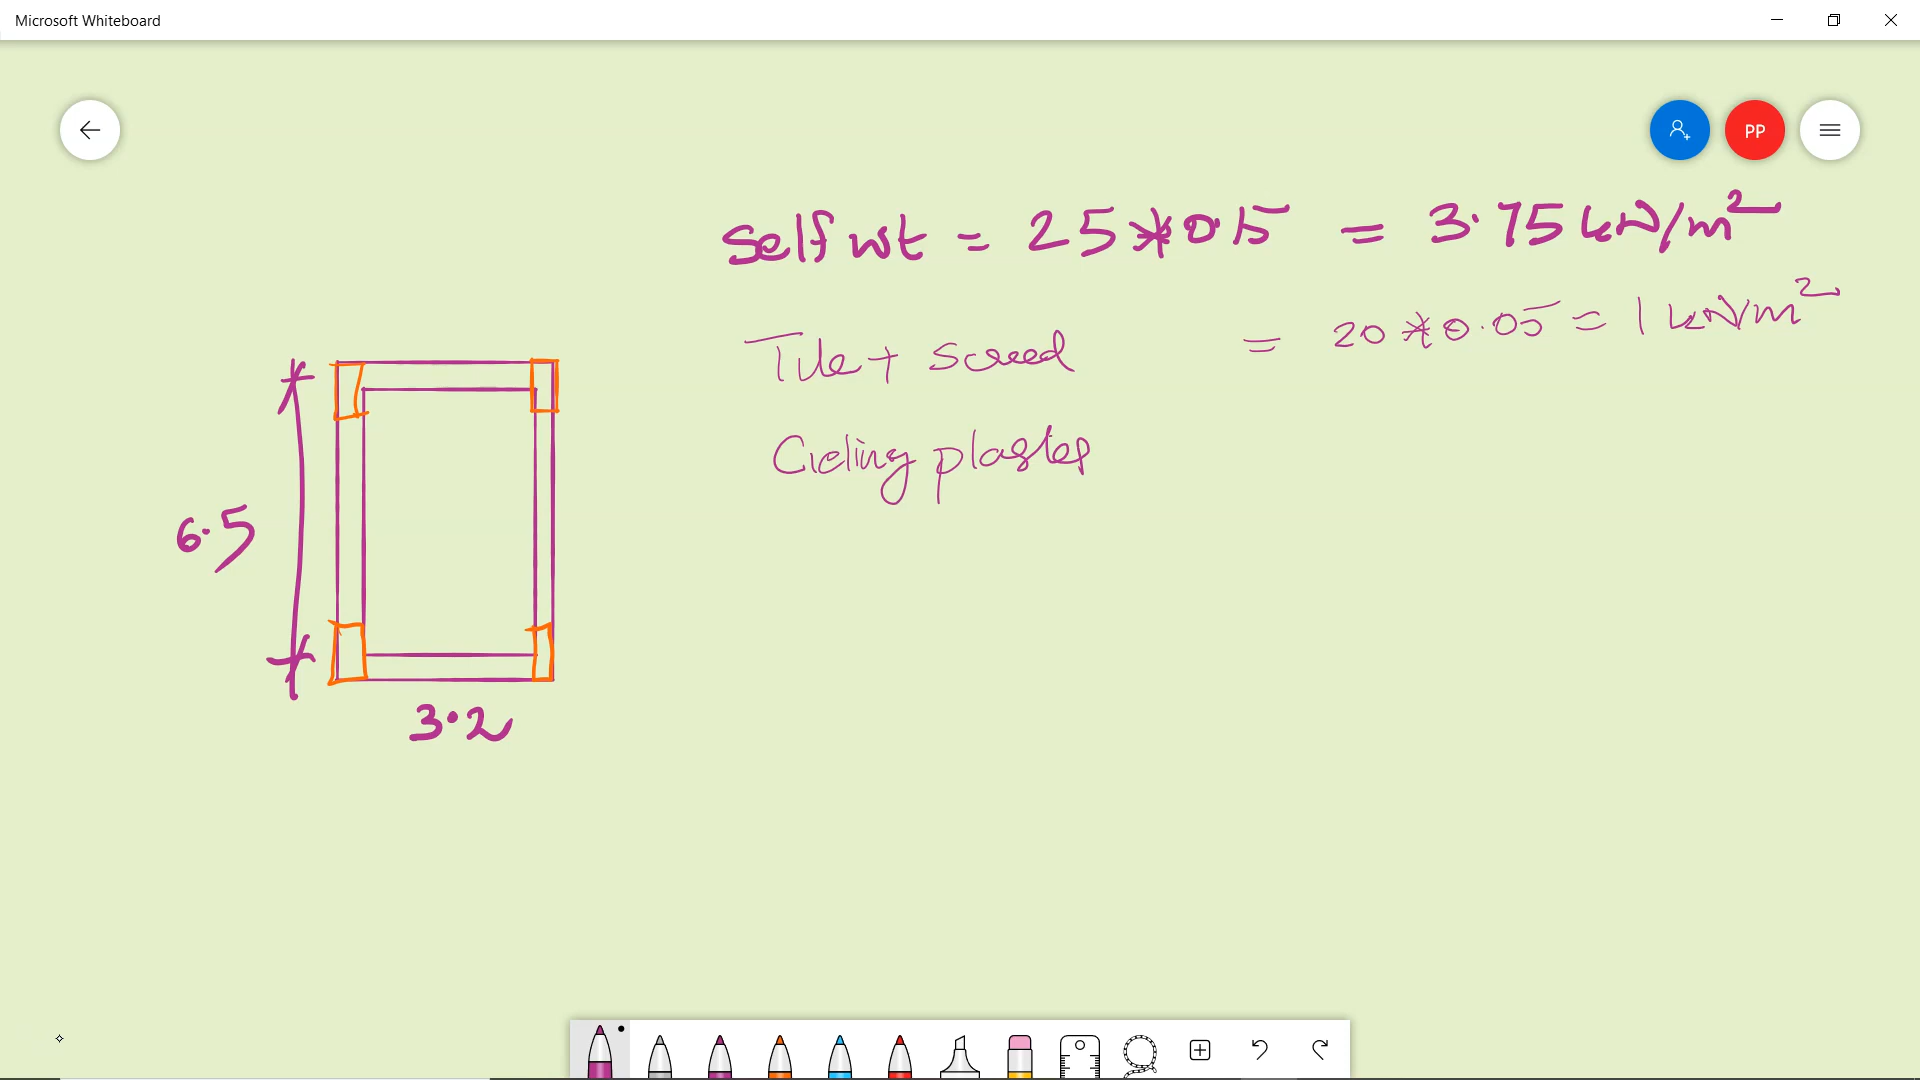 Microsoft Whiteboard
PP
self wt = 25*0.15 = 3.75 kN/m²
Tile + screed = 20*0.05 = 1 kN/m²
Cieling plaster
6.5
3.2